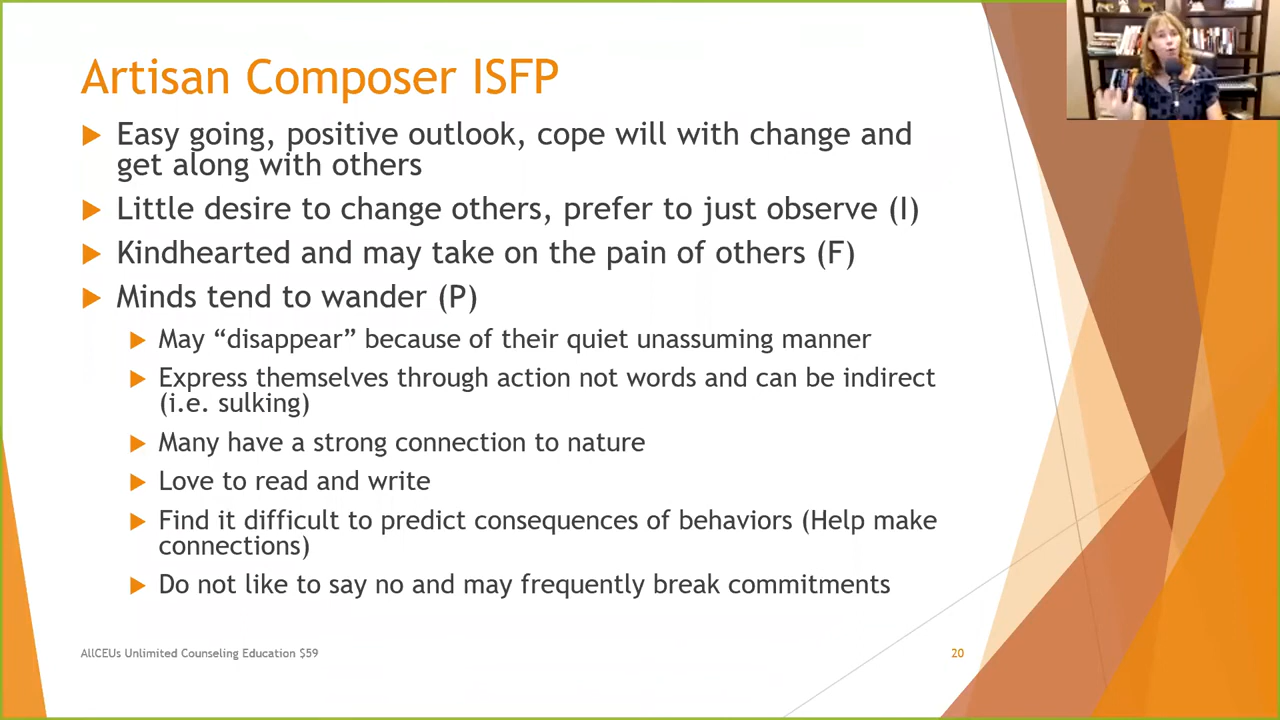 Artisan Composer ISFP
Easy going, positive outlook, cope will with change and
get along with others
Little desire to change others, prefer to just observe (I)
Kindhearted and may take on the pain of others (F)
Minds tend to wander (P)
May “disappear” because of their quiet unassuming manner
Express themselves through action not words and can be indirect
(i.e. sulking)
Many have a strong connection to nature
Love to read and write
Find it difficult to predict consequences of behaviors (Help make
connections)
Do not like to say no and may frequently break commitments
AllCEUs Unlimited Counseling Education $59
20